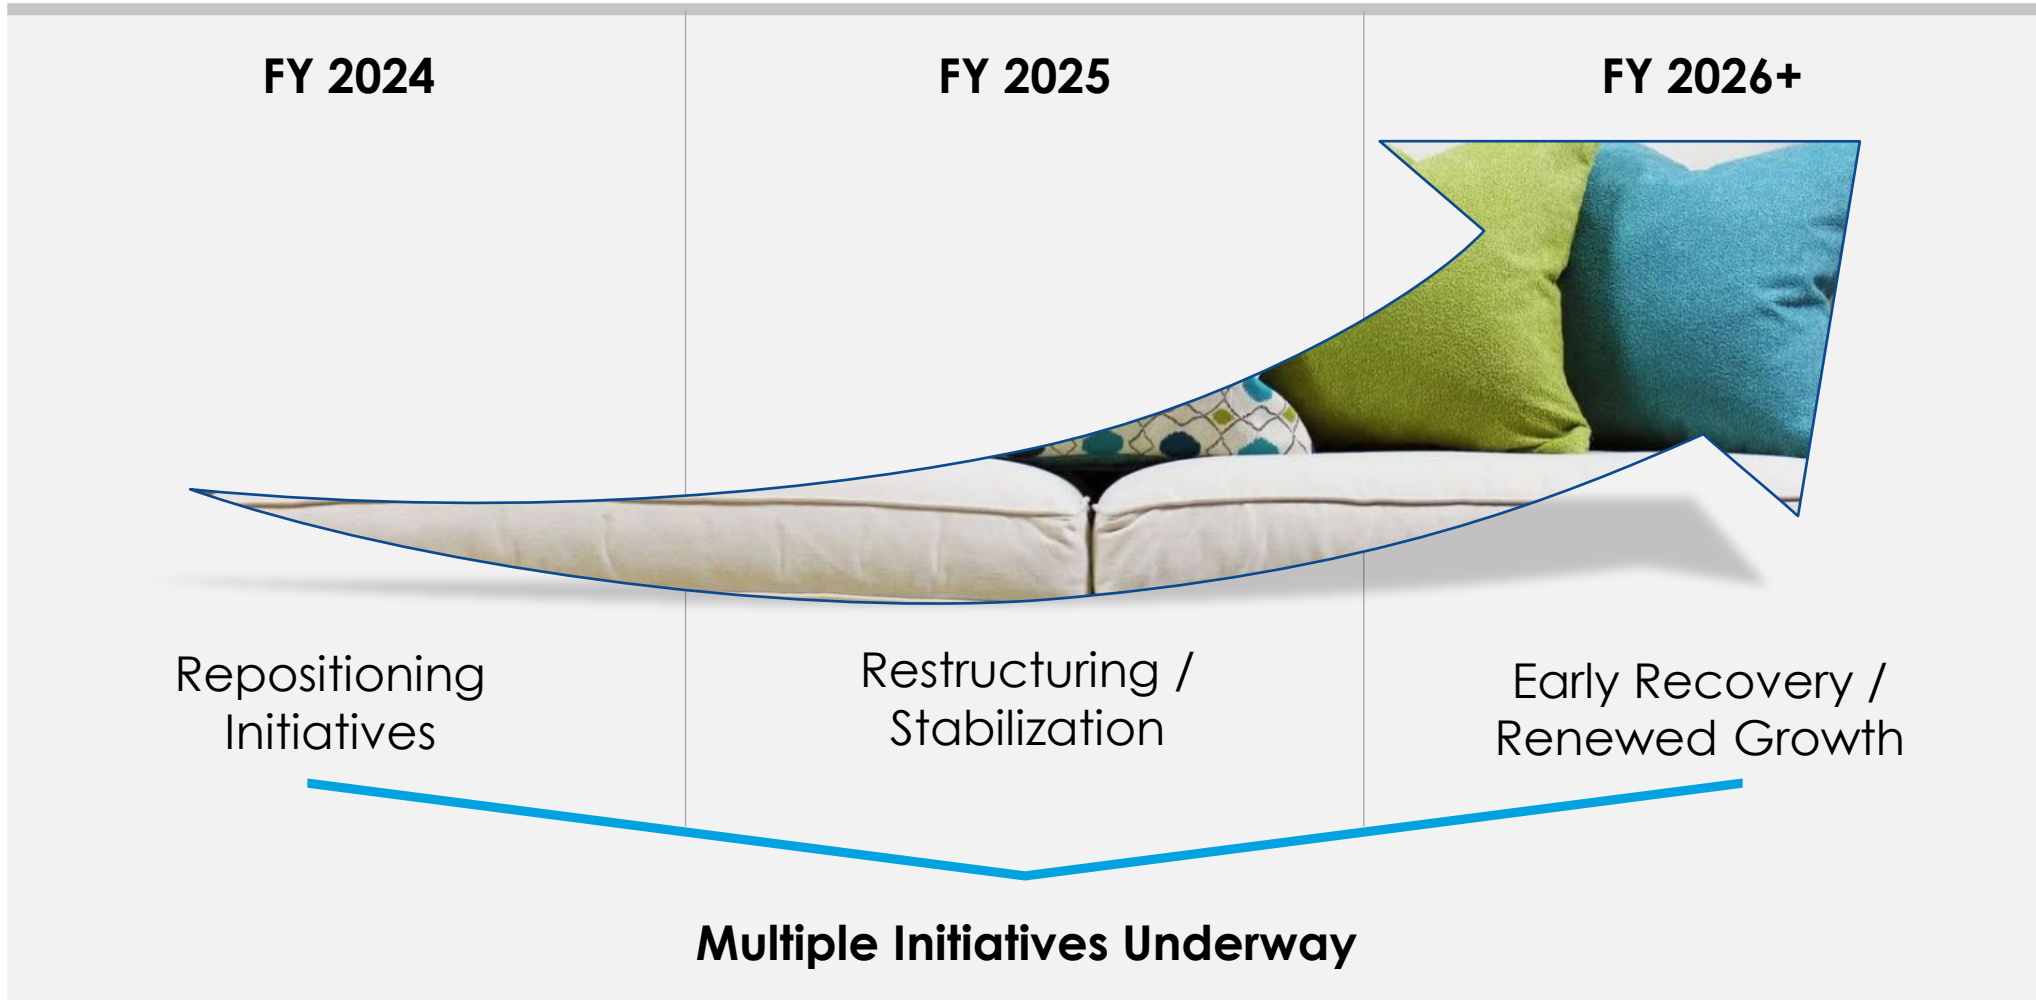 FY 2024
FY 2025
FY 2026+
Repositioning
Initiatives
Restructuring /
Stabilization
Early Recovery /
Renewed Growth
Multiple Initiatives Underway